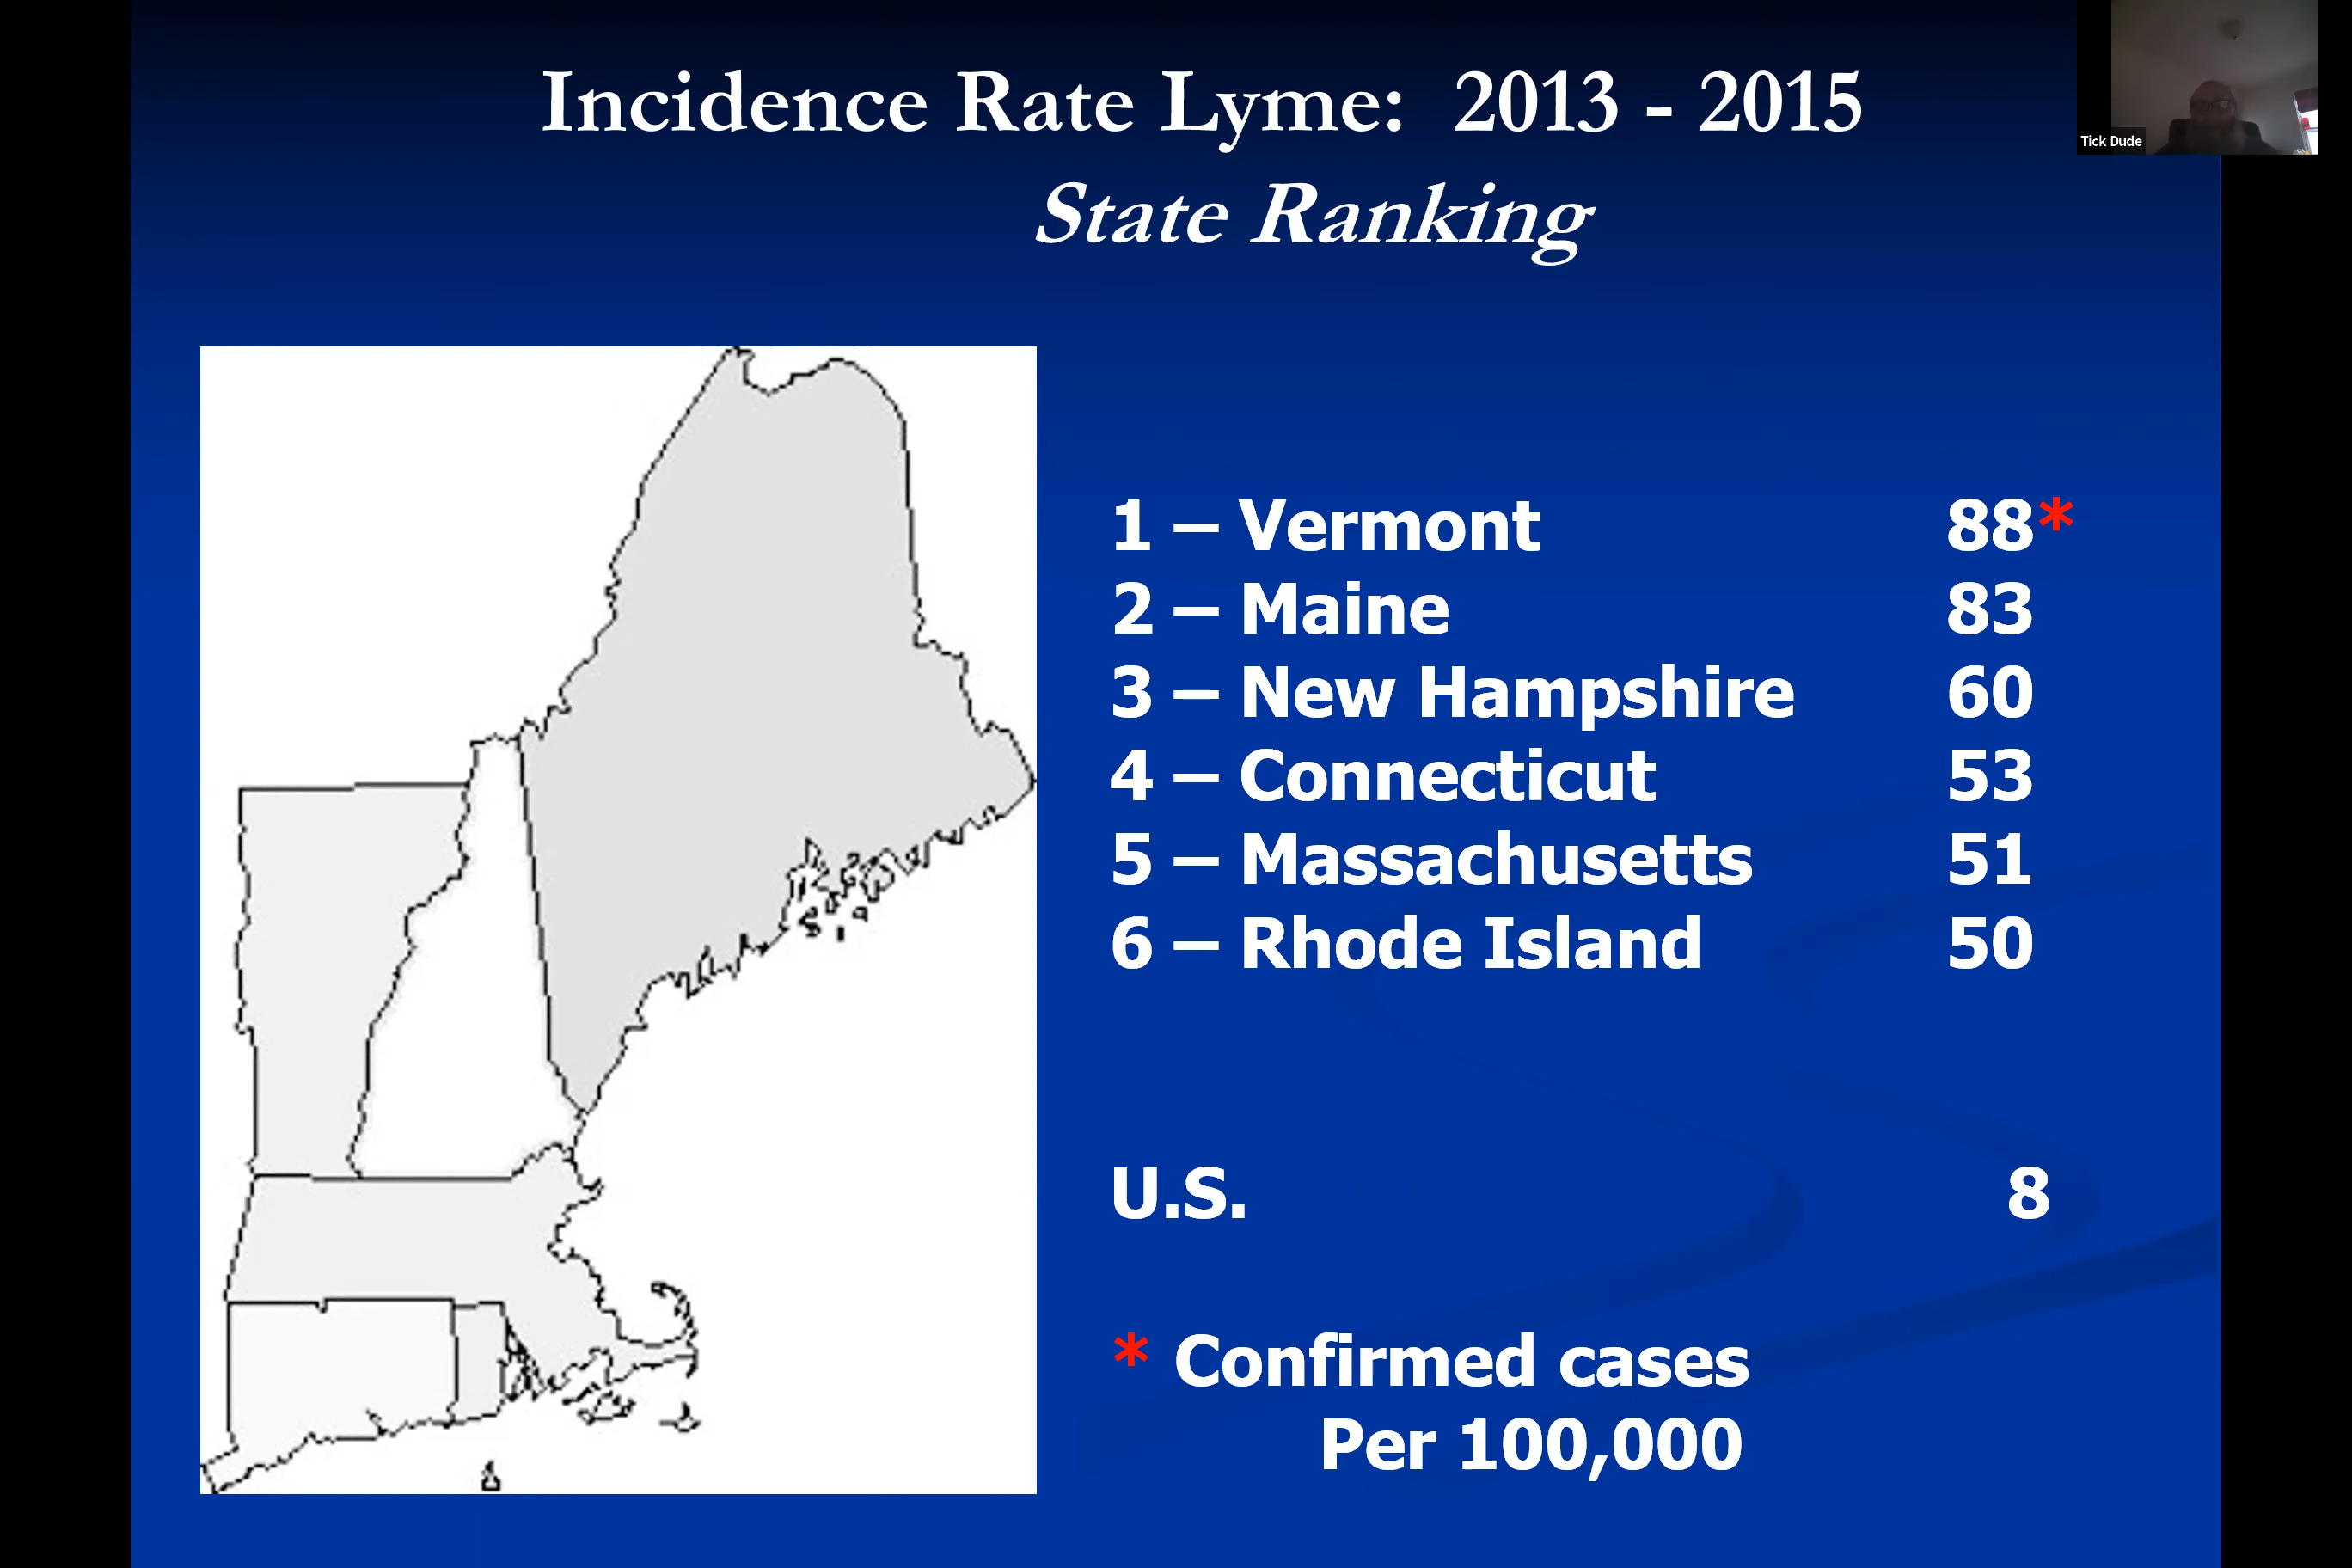 Incidence Rate Lyme: 2013 - 2015
State Ranking
Tick Dude
1 – Vermont 88*
2 – Maine 83
3 – New Hampshire 60
4 – Connecticut 53
5 – Massachusetts 51
6 – Rhode Island 50
U.S. 8
* Confirmed cases
Per 100,000